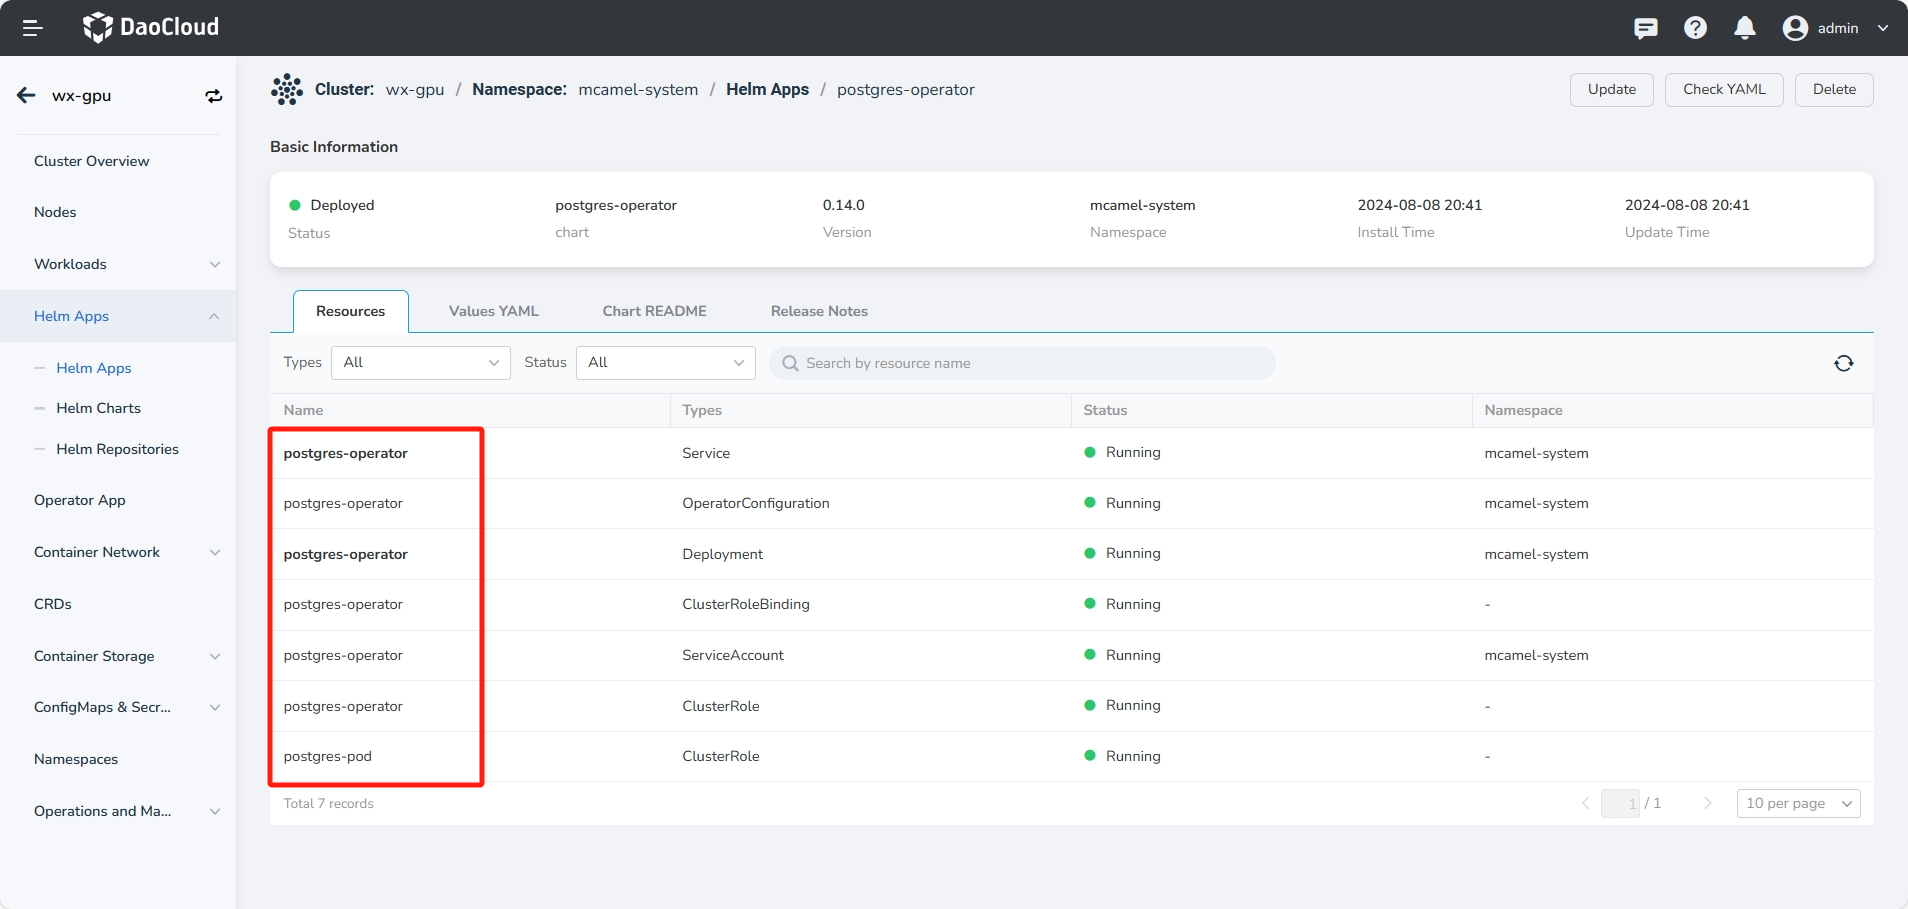 DaoCloud
admin
wx-gpu
Cluster: wx-gpu / Namespace: mcamel-system / Helm Apps / postgres-operator
Update
Check YAML
Delete
Cluster Overview
Nodes
Workloads
Helm Apps
Helm Apps
Helm Charts
Helm Repositories
Operator App
Container Network
CRDs
Container Storage
ConfigMaps & Secr...
Namespaces
Operations and Ma...
Basic Information
Deployed postgres-operator 0.14.0 mcamel-system 2024-08-08 20:41 2024-08-08 20:41
Status chart Version Namespace Install Time Update Time
Resources Values YAML Chart README Release Notes
Types All Status All Search by resource name
Name Types Status Namespace
postgres-operator Service Running mcamel-system
postgres-operator OperatorConfiguration Running mcamel-system
postgres-operator Deployment Running mcamel-system
postgres-operator ClusterRoleBinding Running -
postgres-operator ServiceAccount Running mcamel-system
postgres-operator ClusterRole Running -
postgres-pod ClusterRole Running -
Total 7 records 1 / 1 10 per page